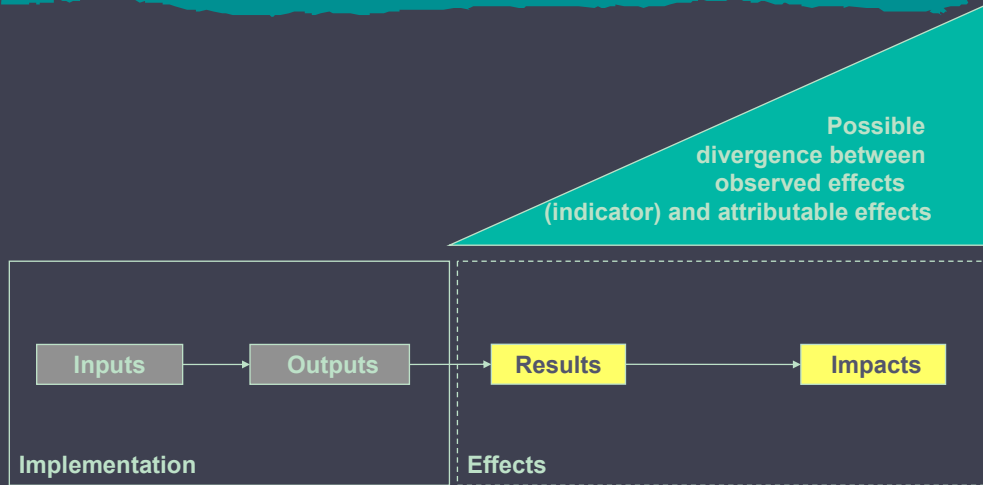 Possible
divergence between
observed effects
(indicator) and attributable effects
Inputs
Outputs
Results
Impacts
Implementation
Effects